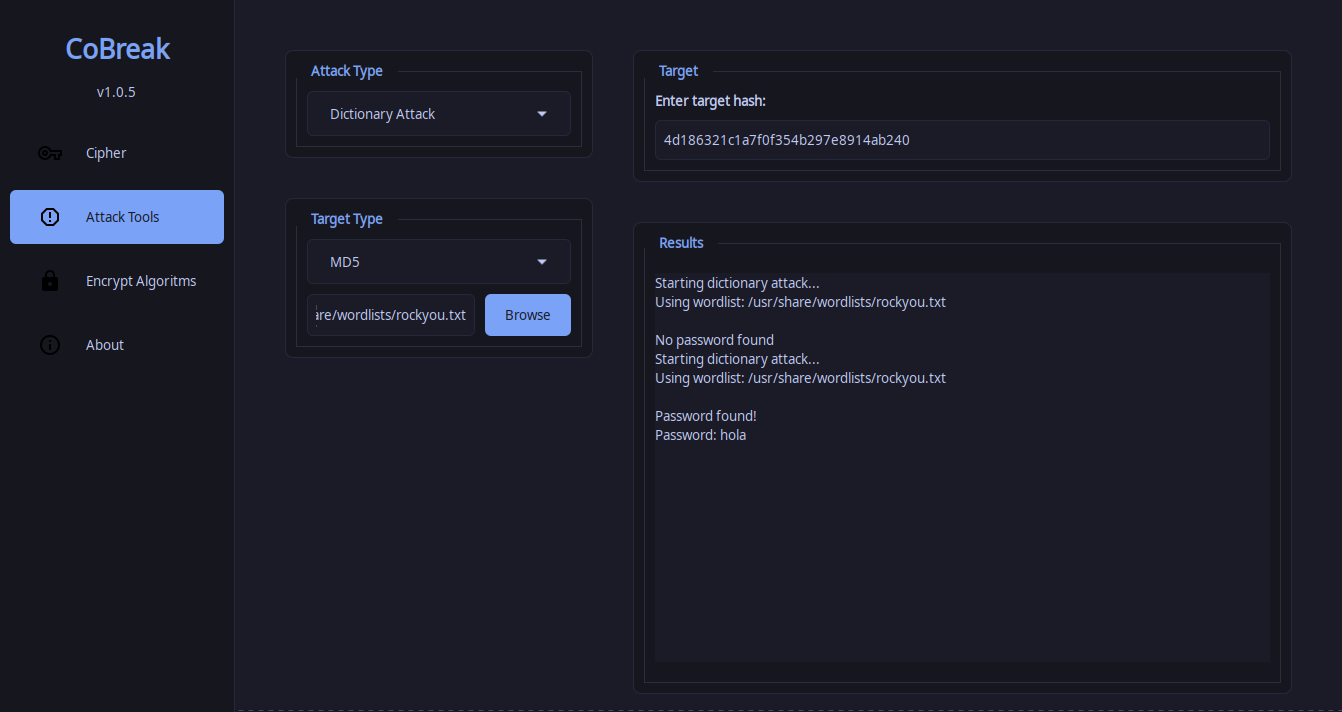 CoBreak
v1.0.5
Cipher
Attack Tools
Encrypt Algoritms
About
Attack Type
Dictionary Attack
Target Type
MD5
are/wordlists/rockyou.txt
Browse
Target
Enter target hash:
4d186321c1a7f0f354b297e8914ab240
Results
Starting dictionary attack...
Using wordlist: /usr/share/wordlists/rockyou.txt
No password found
Starting dictionary attack...
Using wordlist: /usr/share/wordlists/rockyou.txt
Password found!
Password: hola